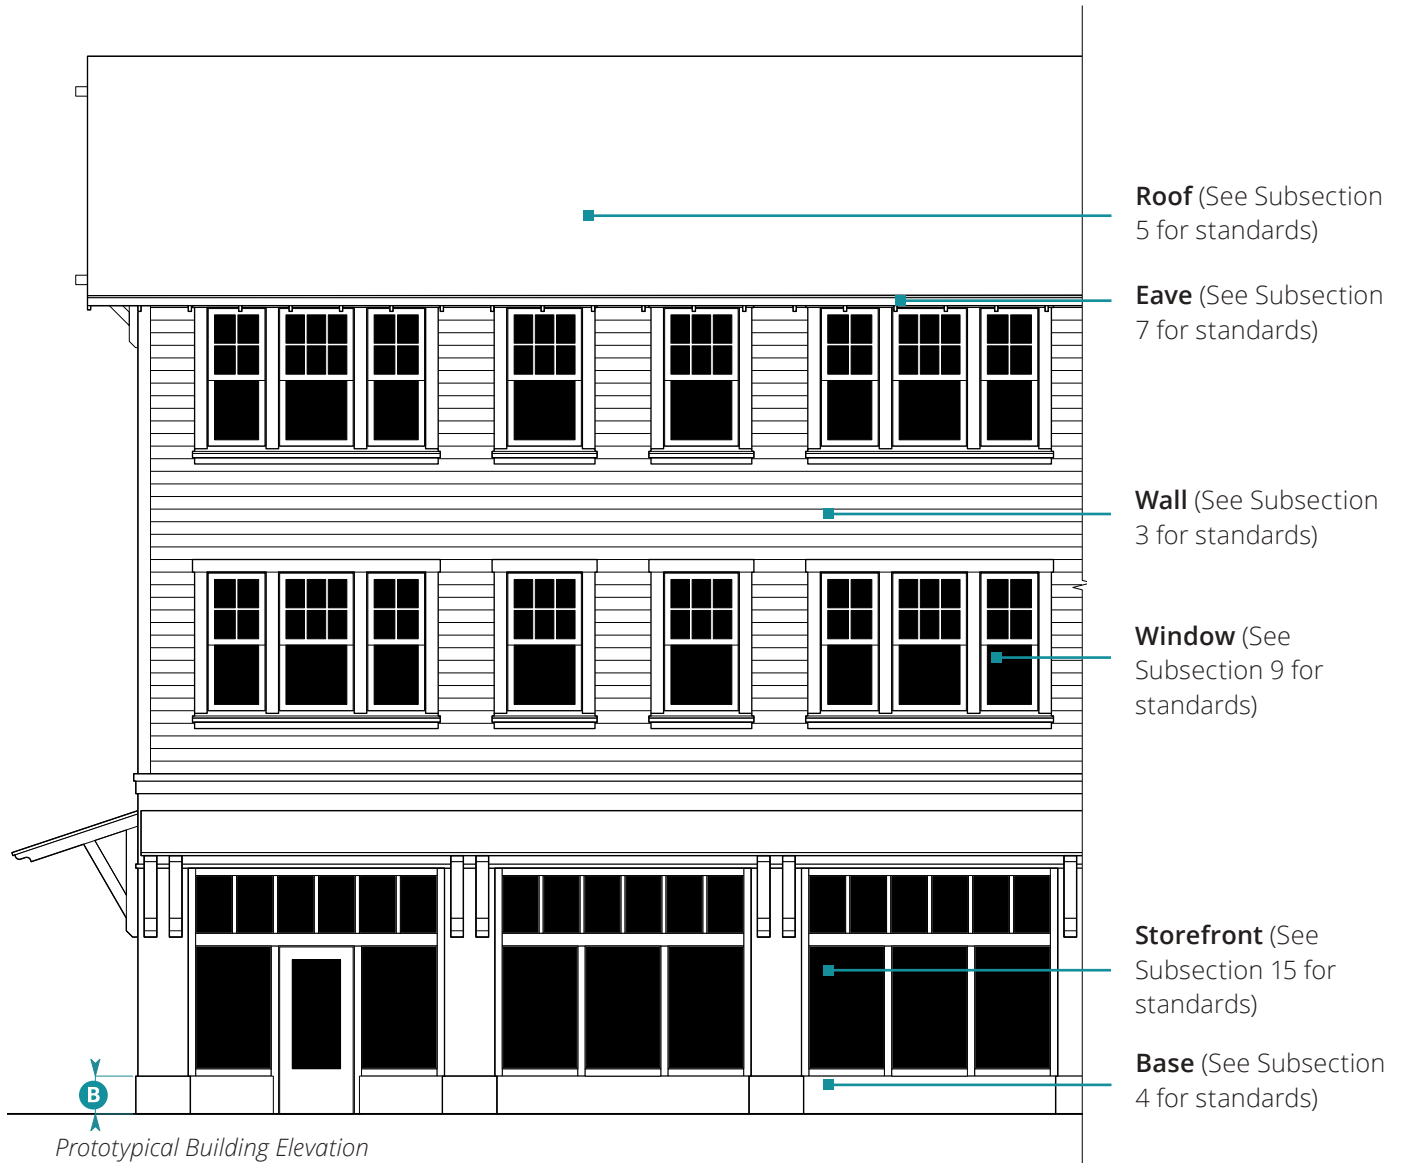 Roof (See Subsection
5 for standards)
Eave (See Subsection
7 for standards)
Wall (See Subsection
3 for standards)
Window (See
Subsection 9 for
standards)
Storefront (See
Subsection 15 for
standards)
Base (See Subsection
4 for standards)
B
Prototypical Building Elevation